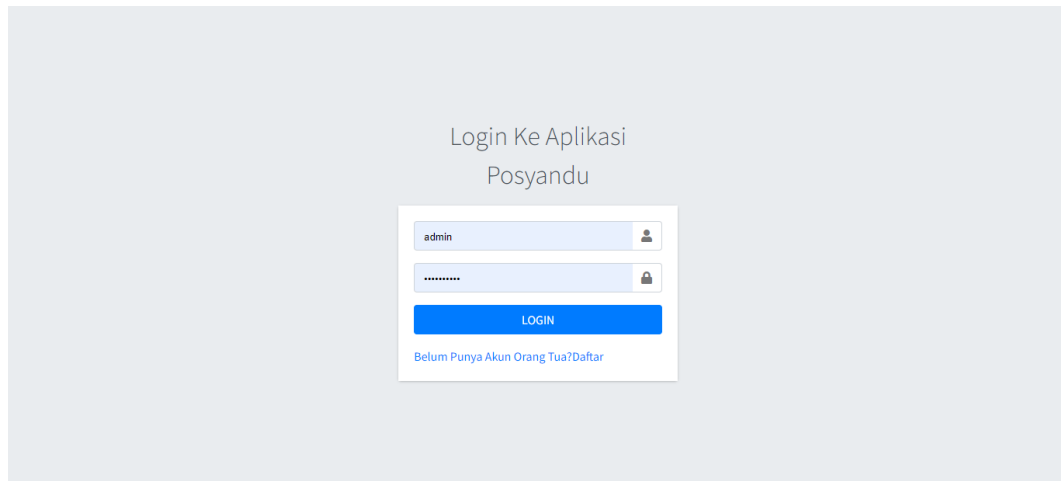 Login Ke Aplikasi
Posyandu
admin
••••••••••
LOGIN
Belum Punya Akun Orang Tua?Daftar